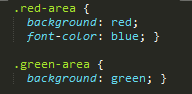 .red-area {
background: red;
font-color: blue; }
.green-area {
background: green; }